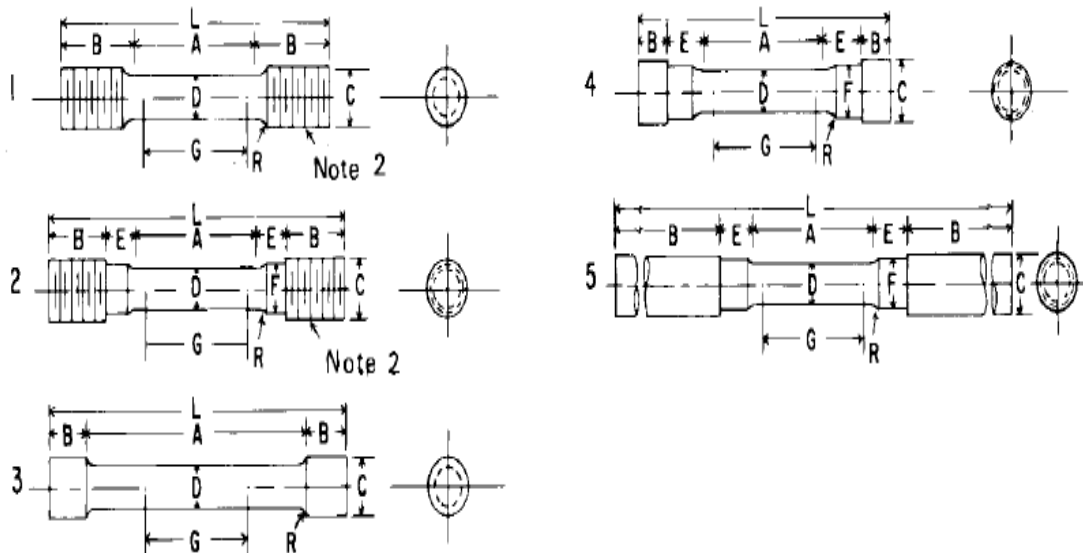 L
B A B
1 D C
G R Note 2
L
B E A E B
2 D F C
G R Note 2
L
B A B
3 D C
G R
L
B E A E B
4 D F C
G R
L
B E A E B
5 D F C
G R